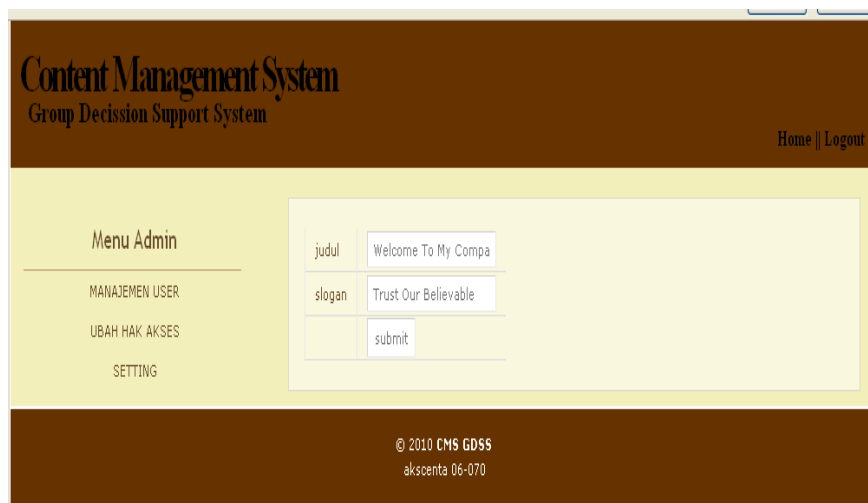 Content Management System
Group Decission Support System
Home || Logout
Menu Admin
MANAJEMEN USER
UBAH HAK AKSES
SETTING
judul Welcome To My Compa
slogan Trust Our Believable
submit
© 2010 CMS GDSS
akscenta 06-070